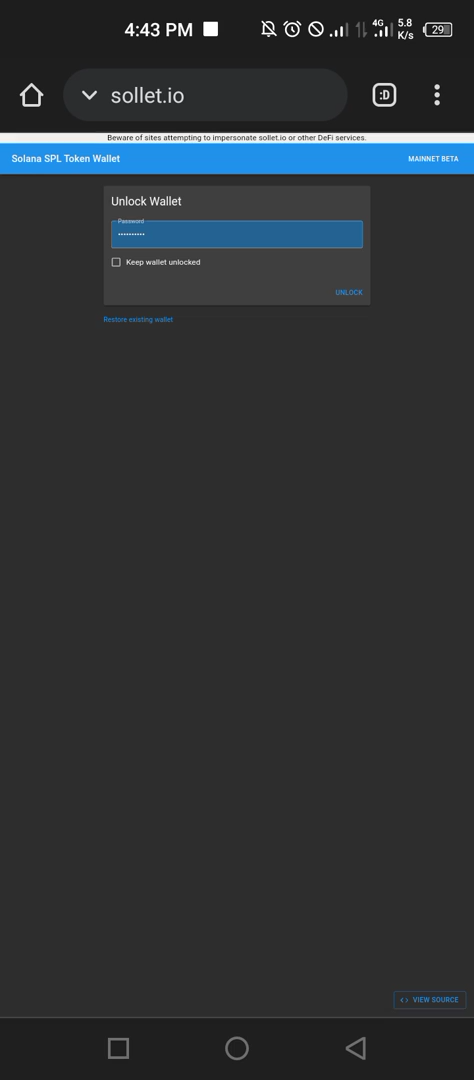 4:43 PM
4G
5.8
K/s
29
sollet.io
:D
Beware of sites attempting to impersonate sollet.io or other DeFi services.
Solana SPL Token Wallet
MAINNET BETA
Unlock Wallet
Password
••••••••••
Keep wallet unlocked
UNLOCK
Restore existing wallet
<> VIEW SOURCE